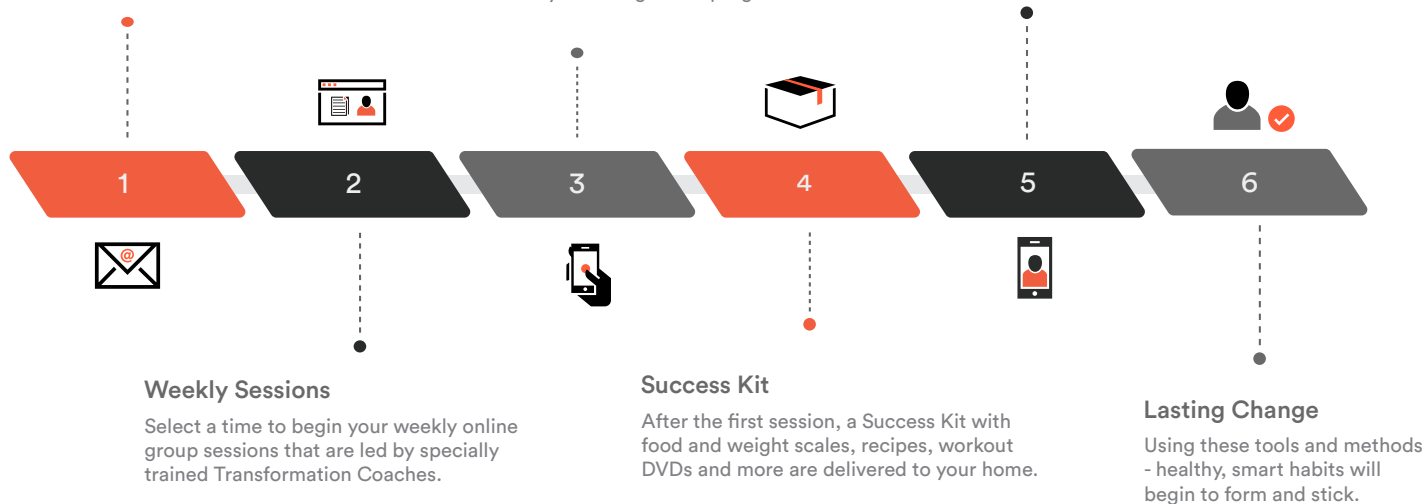 1
2
3
4
5
6
@
Weekly Sessions
Select a time to begin your weekly online
group sessions that are led by specially
trained Transformation Coaches.
Success Kit
After the first session, a Success Kit with
food and weight scales, recipes, workout
DVDs and more are delivered to your home.
Lasting Change
Using these tools and methods
- healthy, smart habits will
begin to form and stick.